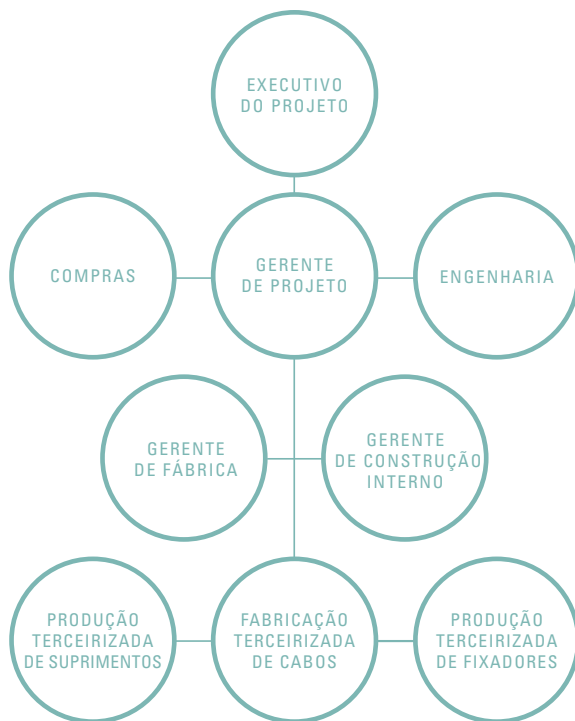 EXECUTIVO
DO PROJETO
COMPRAS
GERENTE
DE PROJETO
ENGENHARIA
GERENTE
DE FÁBRICA
GERENTE
DE CONSTRUÇÃO
INTERNO
PRODUÇÃO
TERCEIRIZADA
DE SUPRIMENTOS
FABRICAÇÃO
TERCEIRIZADA
DE CABOS
PRODUÇÃO
TERCEIRIZADA
DE FIXADORES